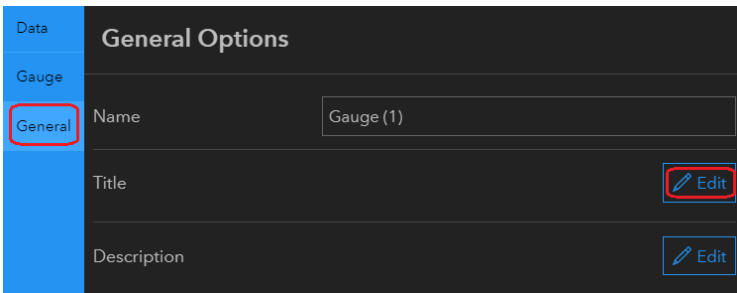 Data
Gauge
General
General Options
Name
Gauge (1)
Title
Edit
Description
Edit